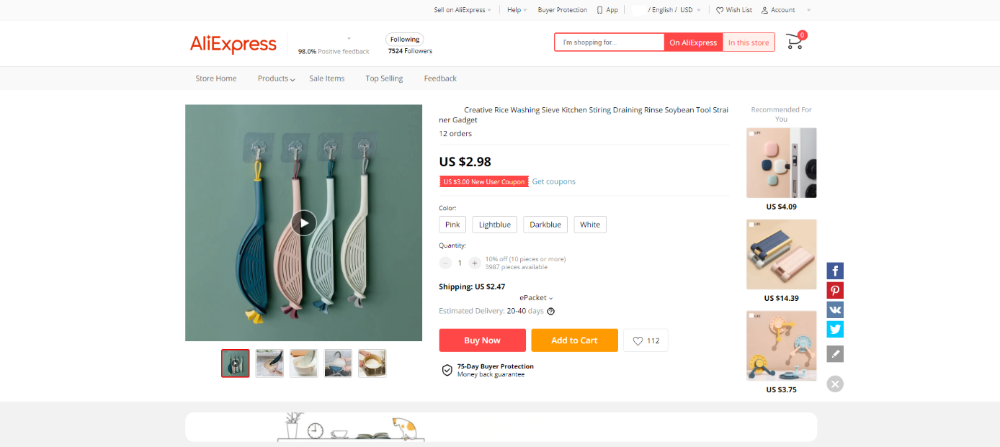 Sell on AliExpress
Help
Buyer Protection
App
/ English / USD
Wish List
Account
AliExpress
98.0% Positive feedback
Following
7524 Followers
I'm shopping for...
On AliExpress
In this store
0
Store Home
Products
Sale Items
Top Selling
Feedback
Creative Rice Washing Sieve Kitchen Stiring Draining Rinse Soybean Tool Strai
ner Gadget
12 orders
US $2.98
US $3.00 New User Coupon
Get coupons
Color:
Pink
Lightblue
Darkblue
White
Quantity:
1
10% off (10 pieces or more)
3987 pieces available
Shipping: US $2.47
ePacket
Estimated Delivery: 20-40 days
Buy Now
Add to Cart
112
75-Day Buyer Protection
Money back guarantee
Recommended For
You
LIFE
US $4.09
LIFE
US $14.39
LIFE
US $3.75